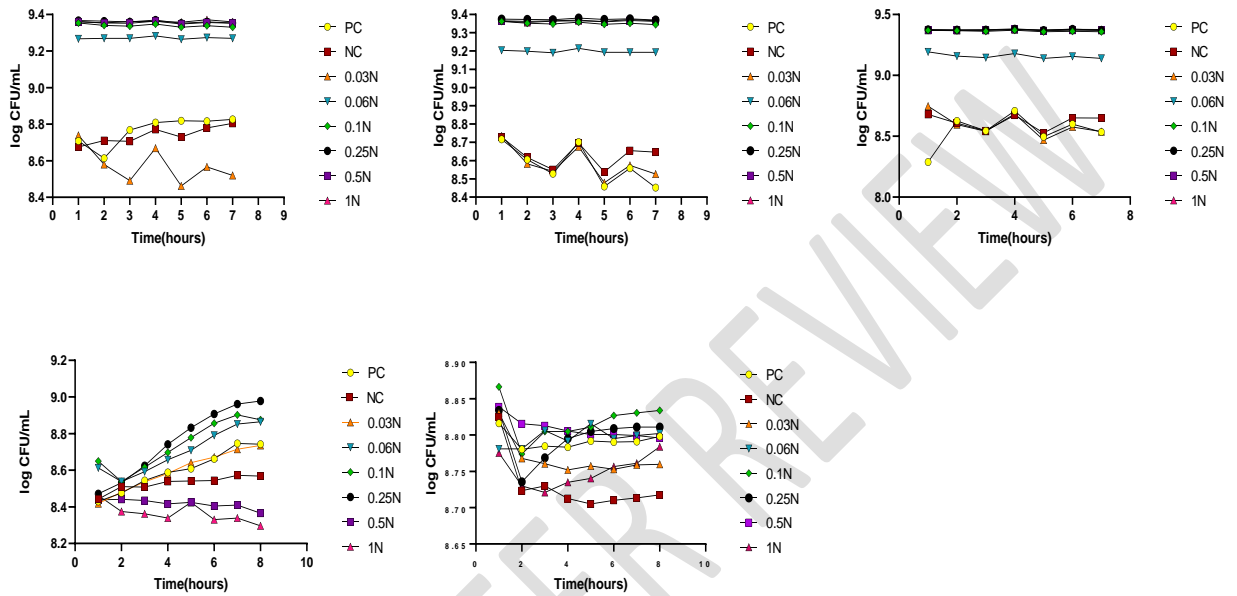 log CFU/mL
9.4
9.2
9.0
8.8
8.6
8.4
0 1 2 3 4 5 6 7 8 9
Time(hours)
PC
NC
0.03N
0.06N
0.1N
0.25N
0.5N
1N
log CFU/mL
9.4
9.3
9.2
9.1
9.0
8.9
8.8
8.7
8.6
8.5
8.4
0 1 2 3 4 5 6 7 8 9
Time(hours)
PC
NC
0.03N
0.06N
0.1N
0.25N
0.5N
1N
log CFU/mL
9.5
9.0
8.5
8.0
0 2 4 6 8
Time(hours)
PC
NC
0.03N
0.06N
0.1N
0.25N
0.5N
1N
log CFU/mL
9.2
9.0
8.8
8.6
8.4
8.2
0 2 4 6 8 10
Time(hours)
PC
NC
0.03N
0.06N
0.1N
0.25N
0.5N
1N
log CFU/mL
8.90
8.85
8.80
8.75
8.70
8.65
0 2 4 6 8 10
Time(hours)
PC
NC
0.03N
0.06N
0.1N
0.25N
0.5N
1N
ER REVIEW